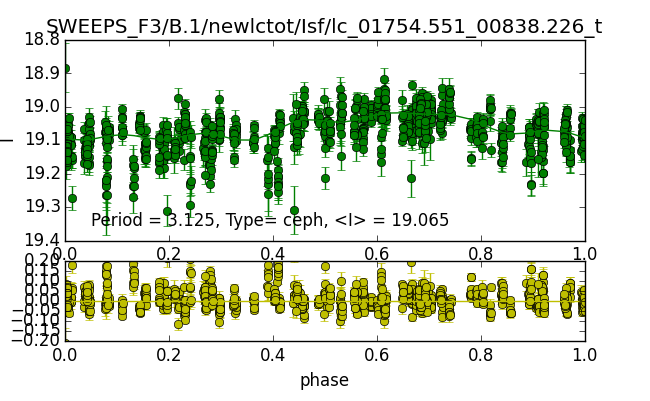 SWEEPS_F3/B.1/newlctot/Isf/lc_01754.551_00838.226_t
18.8
18.9
19.0
19.1
19.2
19.3
19.4
I
Period = 3.125, Type= ceph, <I> = 19.065
0.0 0.2 0.4 0.6 0.8 1.0
0.20
0.15
0.10
0.05
0.00
−0.05
−0.10
−0.15
−0.20
0.0 0.2 0.4 0.6 0.8 1.0
phase